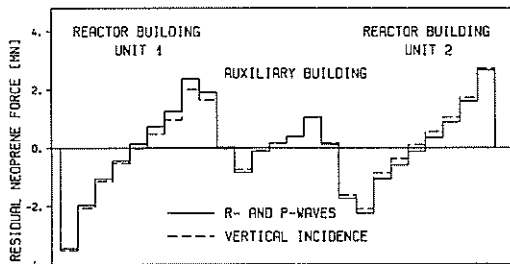 REACTOR BUILDING
UNIT 1
REACTOR BUILDING
UNIT 2
AUXILIARY BUILDING
RESIDUAL NEOPRENE FORCE [MN]
4.
2.
0.
-2.
R- AND P-WAVES
VERTICAL INCIDENCE